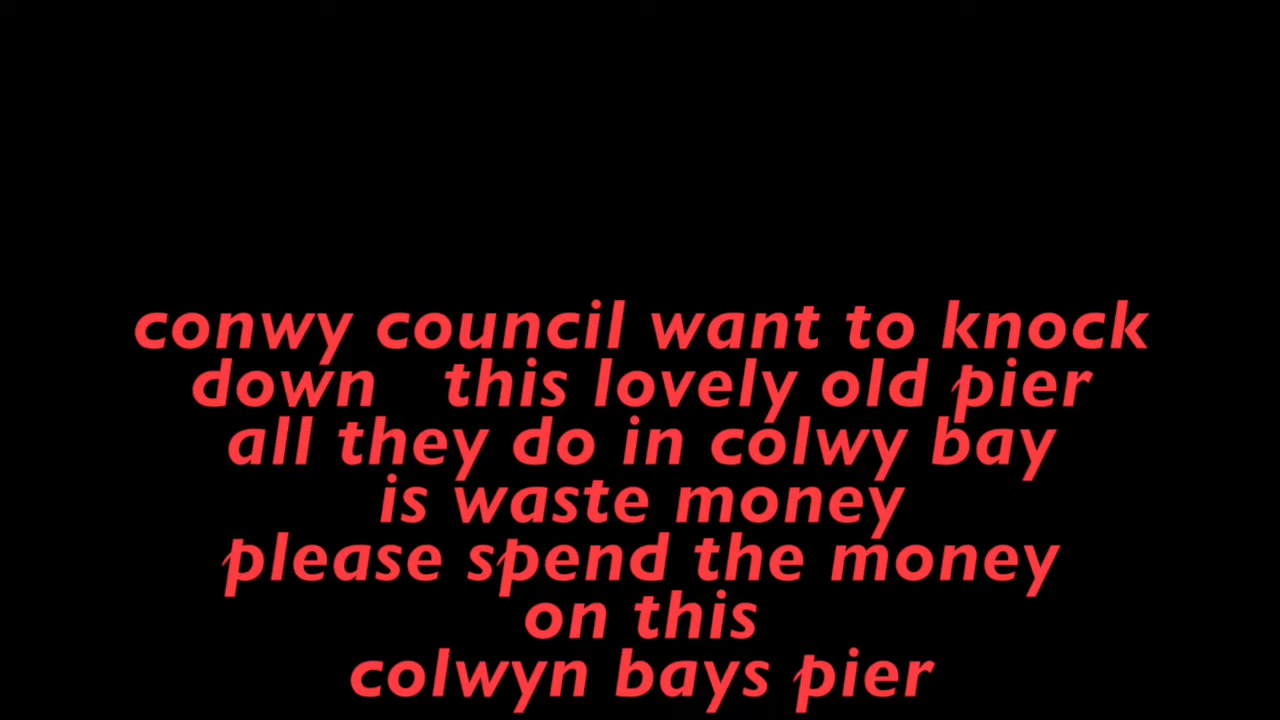 conwy council want to knock
down this lovely old pier
all they do in colwy bay
is waste money
please spend the money
on this
colwyn bays pier